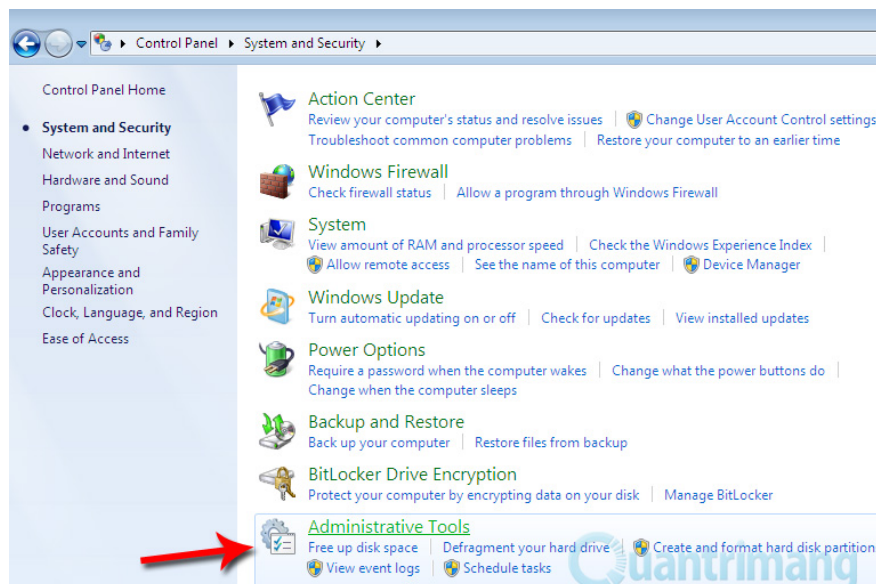 Control Panel System and Security
Control Panel Home
System and Security
Network and Internet
Hardware and Sound
Programs
User Accounts and Family
Safety
Appearance and
Personalization
Clock, Language, and Region
Ease of Access
Action Center
Review your computer's status and resolve issues Change User Account Control settings
Troubleshoot common computer problems Restore your computer to an earlier time
Windows Firewall
Check firewall status Allow a program through Windows Firewall
System
View amount of RAM and processor speed Check the Windows Experience Index
Allow remote access See the name of this computer Device Manager
Windows Update
Turn automatic updating on or off Check for updates View installed updates
Power Options
Require a password when the computer wakes Change what the power buttons do
Change when the computer sleeps
Backup and Restore
Back up your computer Restore files from backup
BitLocker Drive Encryption
Protect your computer by encrypting data on your disk Manage BitLocker
Administrative Tools
Free up disk space Defragment your hard drive Create and format hard disk partition
View event logs Schedule tasks
Quantrimang